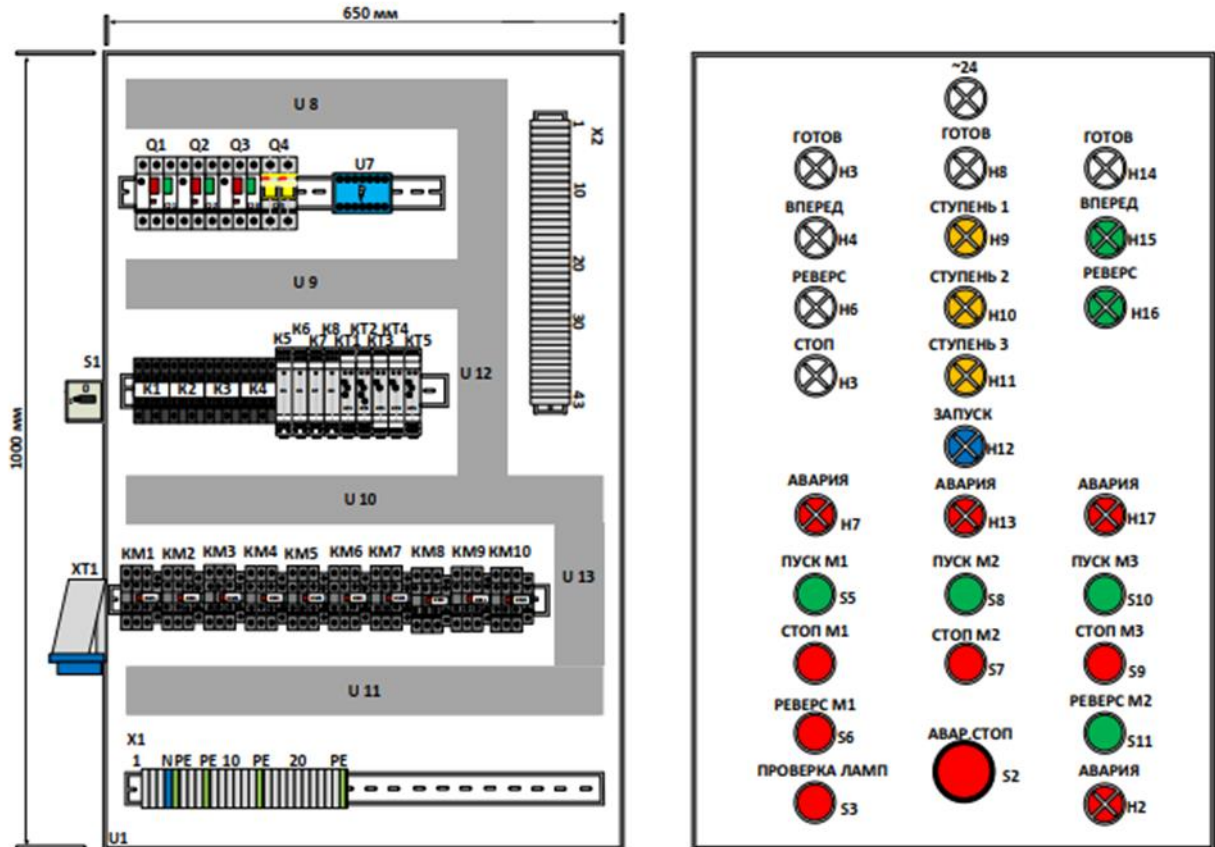 650 мм
1000 мм
U 8
Q1 Q2 Q3 Q4
U7
X2
1
10
20
30
43
U 9
K5 K6 K7 K8 KT1 KT2 KT3 KT4 KT5
S1
0
K1 K2 K3 K4
U 12
U 10
KM1 KM2 KM3 KM4 KM5 KM6 KM7 KM8 KM9 KM10
XT1
U 13
U 11
X1
1 N PE PE 10 PE 20 PE
U1
~24
ГОТОВ ГОТОВ ГОТОВ
H3 H8 H14
ВПЕРЕД СТУПЕНЬ 1 ВПЕРЕД
H4 H9 H15
РЕВЕРС СТУПЕНЬ 2 РЕВЕРС
H6 H10 H16
СТОП СТУПЕНЬ 3
H3 H11
ЗАПУСК
H12
АВАРИЯ АВАРИЯ АВАРИЯ
H7 H13 H17
ПУСК М1 ПУСК М2 ПУСК М3
S5 S8 S10
СТОП М1 СТОП М2 СТОП М3
S7 S9
РЕВЕРС М1 РЕВЕРС М2
S6 S11
АВАР.СТОП
S2
ПРОВЕРКА ЛАМП АВАРИЯ
S3 H2